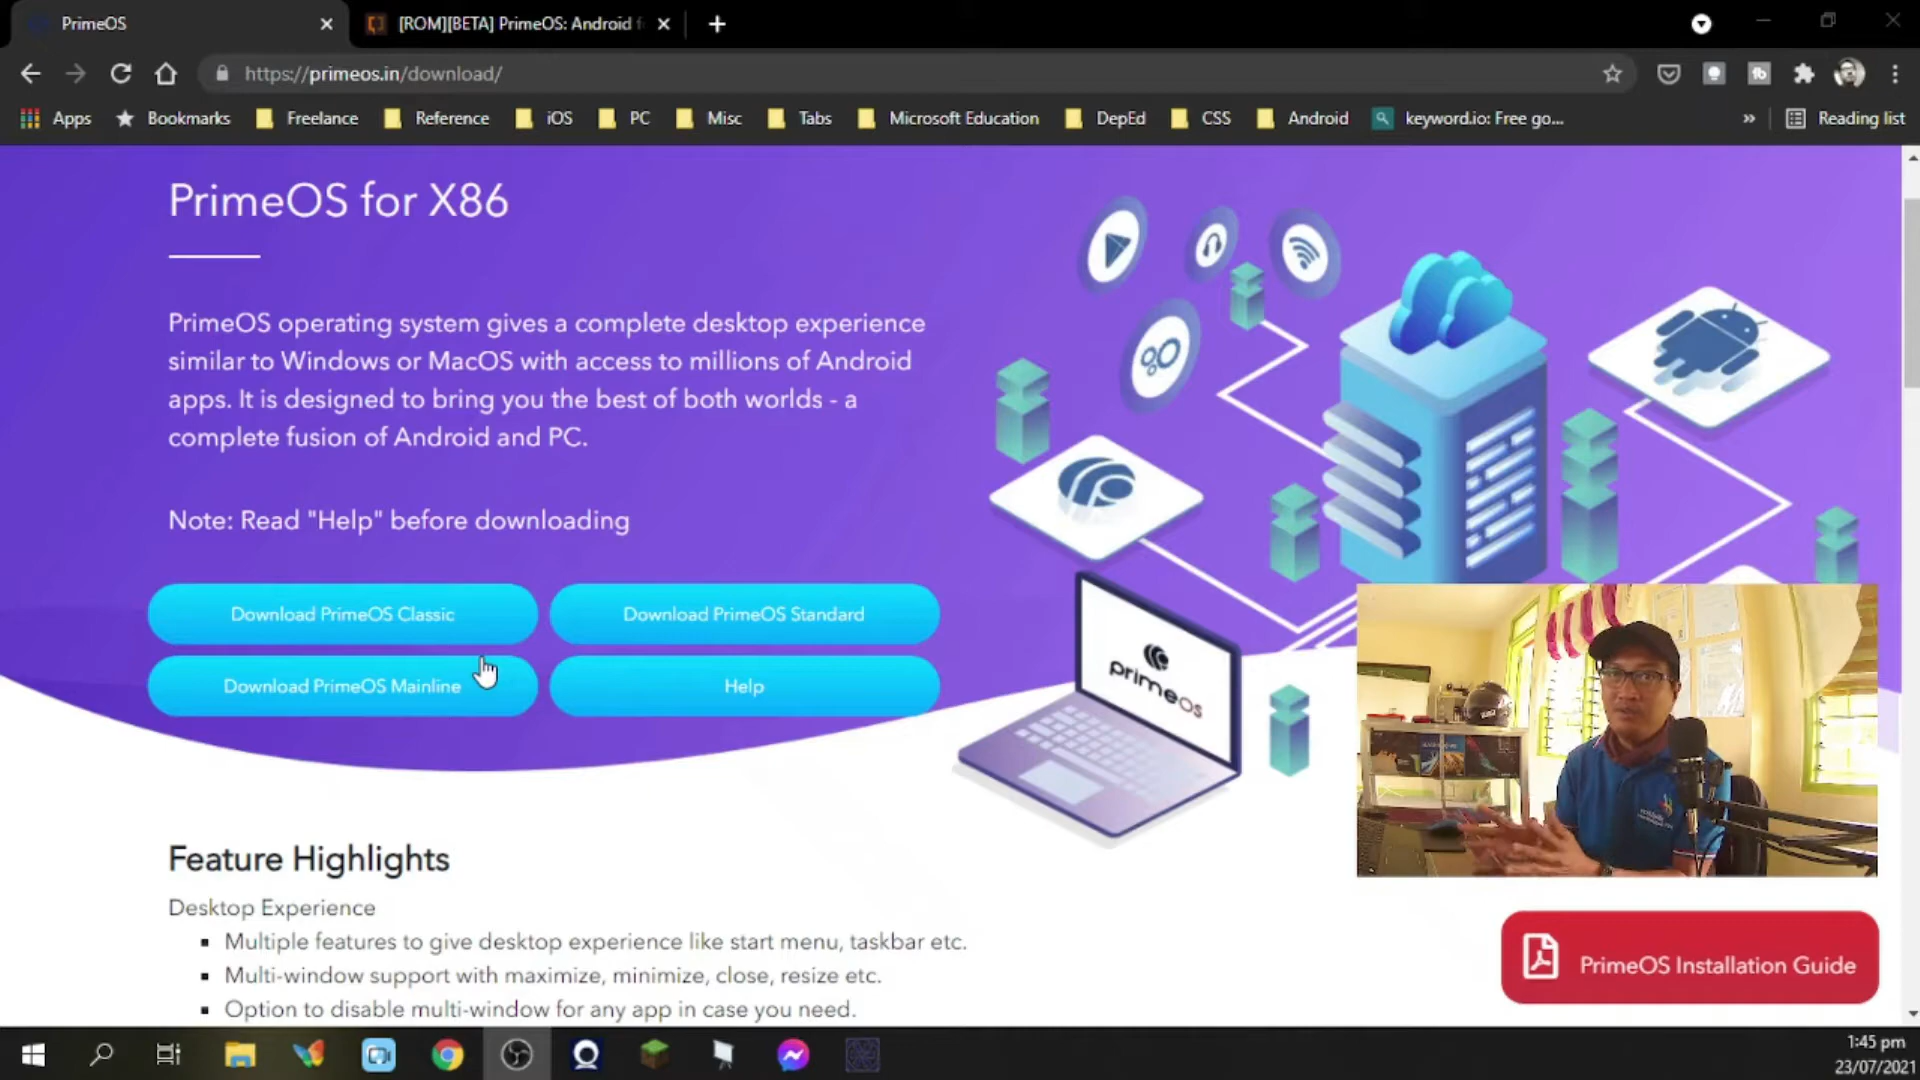 PrimeOS
[ROM][BETA] PrimeOS: Android f
https://primeos.in/download/
Apps
Bookmarks
Freelance
Reference
iOS
PC
Misc
Tabs
Microsoft Education
DepEd
CSS
Android
keyword.io: Free go...
»
Reading list
PrimeOS for X86
PrimeOS operating system gives a complete desktop experience
similar to Windows or MacOS with access to millions of Android
apps. It is designed to bring you the best of both worlds - a
complete fusion of Android and PC.
Note: Read "Help" before downloading
Download PrimeOS Classic
Download PrimeOS Standard
Download PrimeOS Mainline
Help
primeOS
Feature Highlights
Desktop Experience
▪ Multiple features to give desktop experience like start menu, taskbar etc.
▪ Multi-window support with maximize, minimize, close, resize etc.
▪ Option to disable multi-window for any app in case you need.
PrimeOS Installation Guide
1:45 pm
23/07/2021